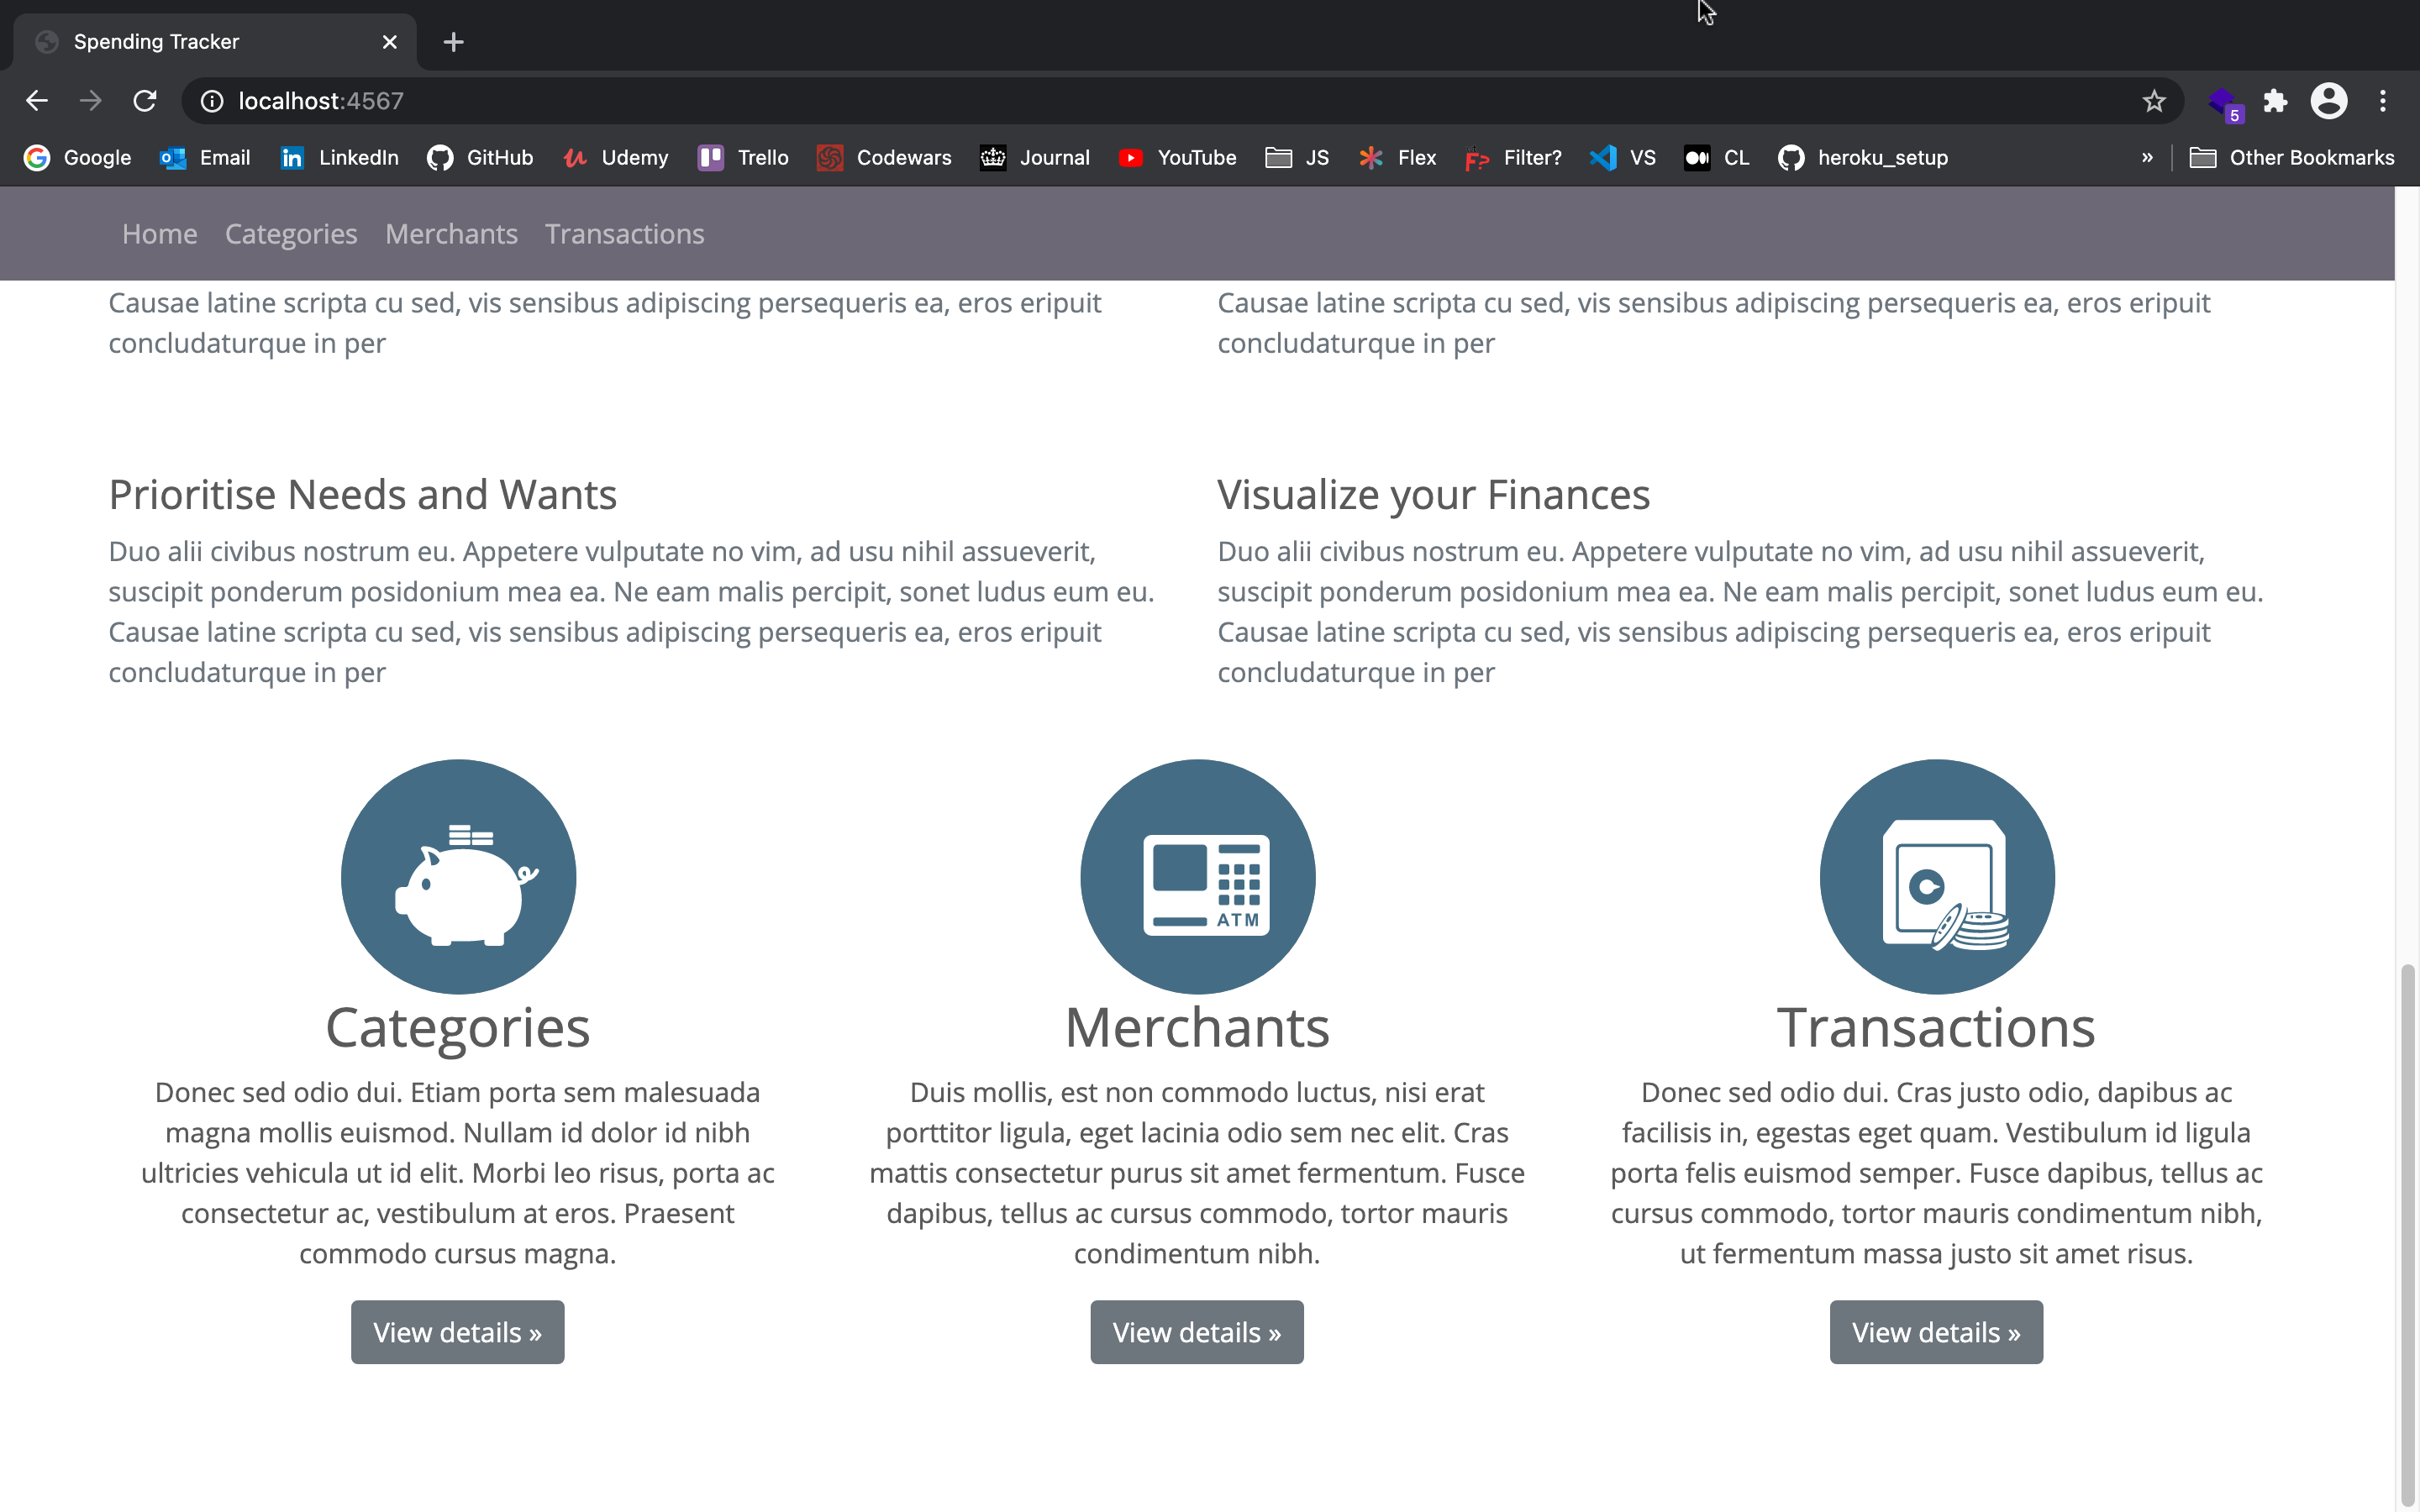 Spending Tracker
localhost:4567
5
Google Email LinkedIn GitHub Udemy Trello Codewars Journal YouTube JS Flex Filter? VS CL heroku_setup » Other Bookmarks
Home Categories Merchants Transactions
Causae latine scripta cu sed, vis sensibus adipiscing persequeris ea, eros eripuit
concludaturque in per
Causae latine scripta cu sed, vis sensibus adipiscing persequeris ea, eros eripuit
concludaturque in per
Prioritise Needs and Wants
Duo alii civibus nostrum eu. Appetere vulputate no vim, ad usu nihil assueverit,
suscipit ponderum posidonium mea ea. Ne eam malis percipit, sonet ludus eum eu.
Causae latine scripta cu sed, vis sensibus adipiscing persequeris ea, eros eripuit
concludaturque in per
Visualize your Finances
Duo alii civibus nostrum eu. Appetere vulputate no vim, ad usu nihil assueverit,
suscipit ponderum posidonium mea ea. Ne eam malis percipit, sonet ludus eum eu.
Causae latine scripta cu sed, vis sensibus adipiscing persequeris ea, eros eripuit
concludaturque in per
Categories
Donec sed odio dui. Etiam porta sem malesuada
magna mollis euismod. Nullam id dolor id nibh
ultricies vehicula ut id elit. Morbi leo risus, porta ac
consectetur ac, vestibulum at eros. Praesent
commodo cursus magna.
View details »
ATM
Merchants
Duis mollis, est non commodo luctus, nisi erat
porttitor ligula, eget lacinia odio sem nec elit. Cras
mattis consectetur purus sit amet fermentum. Fusce
dapibus, tellus ac cursus commodo, tortor mauris
condimentum nibh.
View details »
Transactions
Donec sed odio dui. Cras justo odio, dapibus ac
facilisis in, egestas eget quam. Vestibulum id ligula
porta felis euismod semper. Fusce dapibus, tellus ac
cursus commodo, tortor mauris condimentum nibh,
ut fermentum massa justo sit amet risus.
View details »